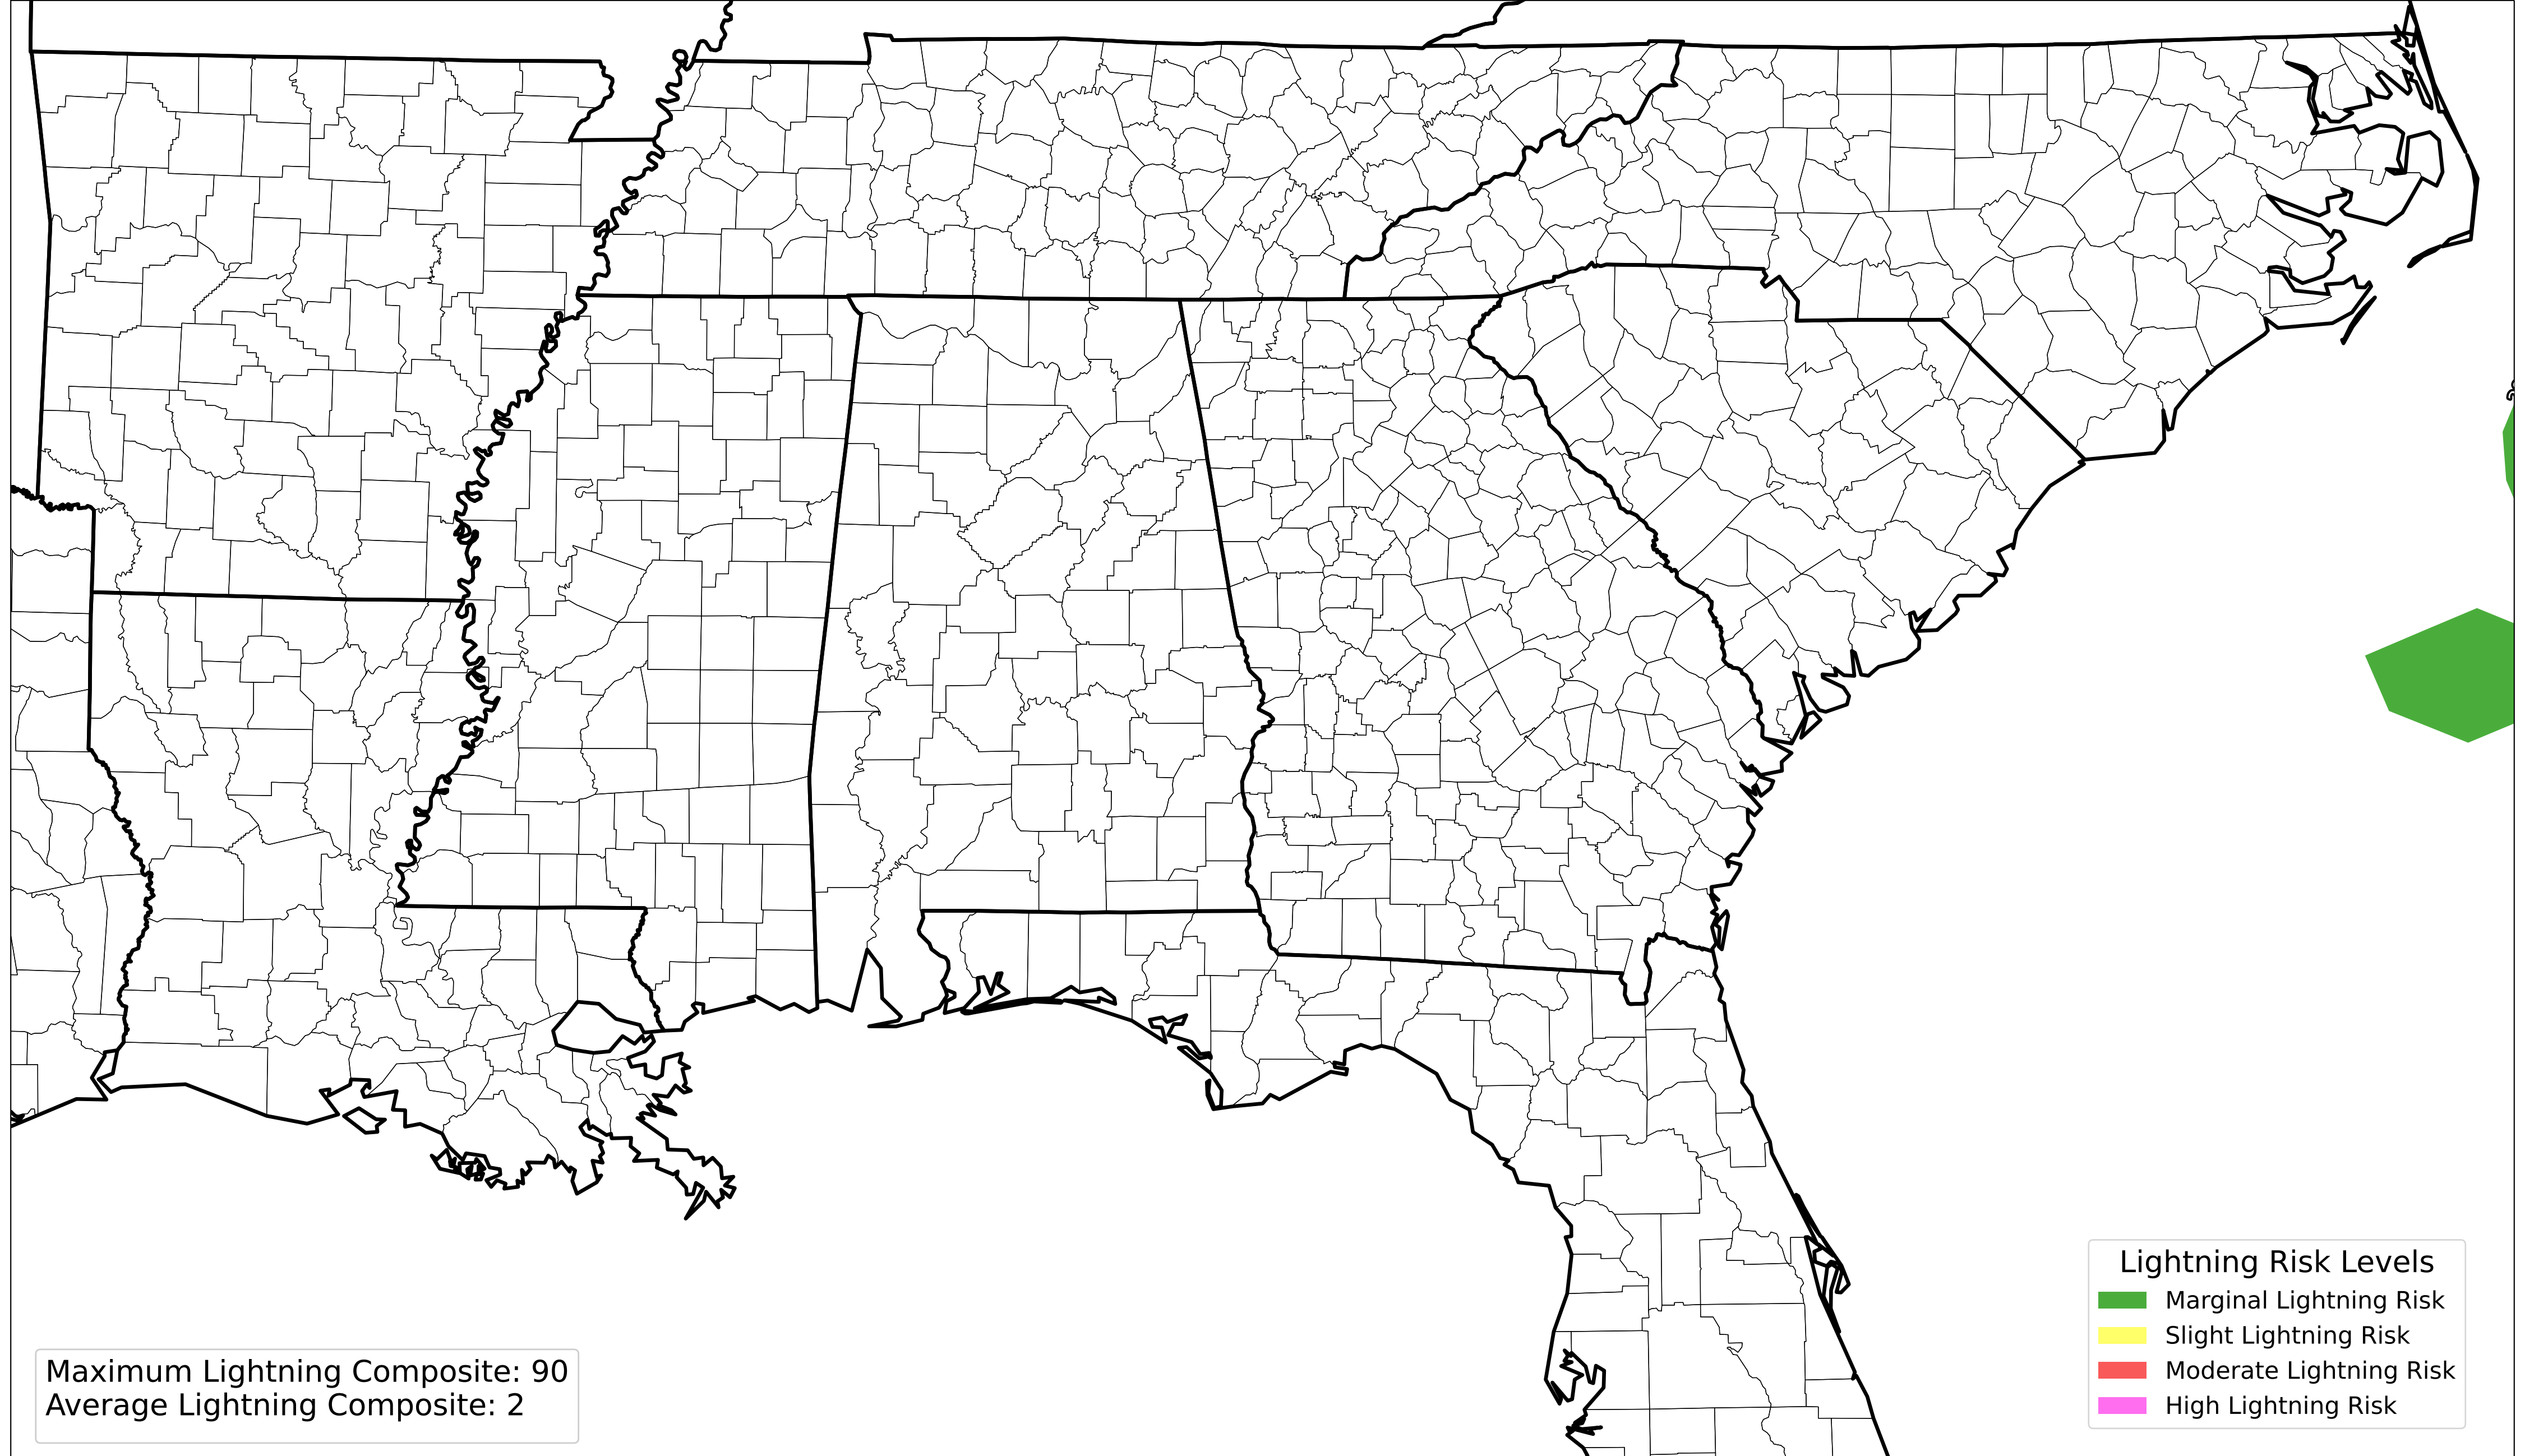 Maximum Lightning Composite: 90
Average Lightning Composite: 2
Lightning Risk Levels
Marginal Lightning Risk
Slight Lightning Risk
Moderate Lightning Risk
High Lightning Risk